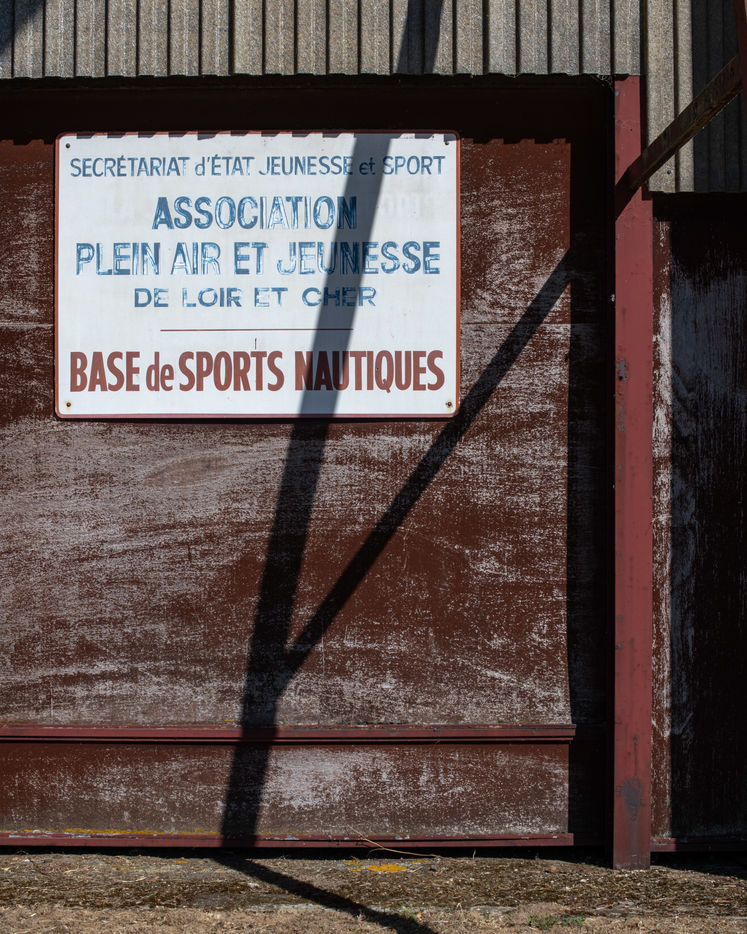 SECRÉTARIAT d'ÉTAT JEUNESSE et SPORT
ASSOCIATION
PLEIN AIR ET JEUNESSE
DE LOIR ET CHER
BASE de SPORTS NAUTIQUES